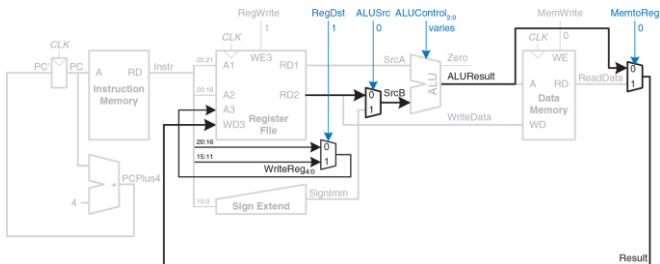 RegWrite
1
RegDst
1
ALUSrc
0
ALUControl2:0
varies
MemWrite
0
MemtoReg
0
CLK
PC'
PC
A
RD
Instruction
Memory
Instr
25:21
20:16
CLK
A1
WE3
RD1
A2
RD2
A3
WD3
Register
File
SrcA
0
1
SrcB
ALU
Zero
ALUResult
WriteData
CLK
WE
A
RD
Data
Memory
WD
ReadData
0
1
20:16
15:11
0
1
WriteReg4:0
4
+
PCPlus4
15:0
Sign Extend
SignImm
Result